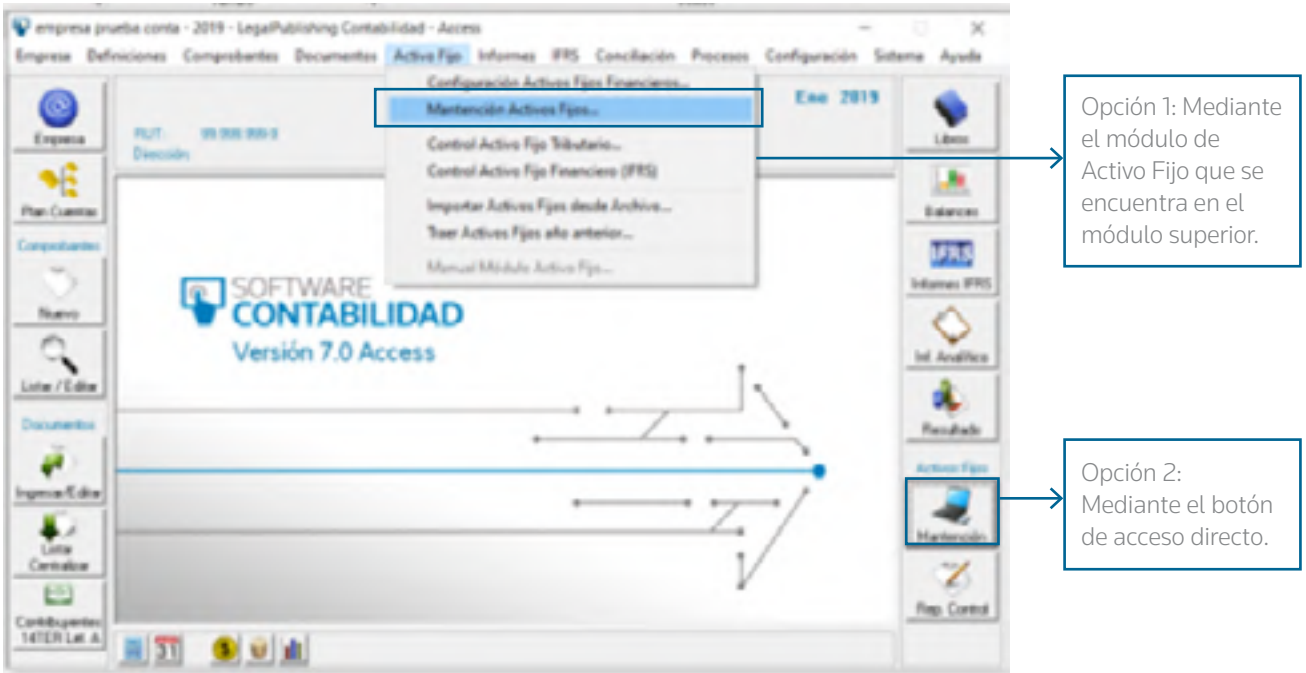 empresa prueba conta - 2019 - LegalPublishing Contabilidad - Access
Empresa Definiciones Comprobantes Documentos Activo Fijo Informes IFRS Conciliación Procesos Configuración Sistema Ayuda
Configuración Activos Fijos Financieros...
Mantención Activos Fijos...
Control Activo Fijo Tributario...
Control Activo Fijo Financiero (IFRS)
Importar Activos Fijos desde Archivo...
Traer Activos Fijos año anterior...
Manual Módulo Activo Fijo...
Ene 2019
RUT:
Dirección:
Empresa
Plan Cuentas
Comprobantes
Nuevo
Listar / Editar
Documentos
Ingresar/Editar
Listar
Centralizar
Contribuyentes
14TER Let. A
SOFTWARE
CONTABILIDAD
Versión 7.0 Access
31
Libros
Balances
IFRS
Informes IFRS
Inf. Analítico
Resultado
Activos Fijos
Mantención
Rep. Control
Opción 1: Mediante
el módulo de
Activo Fijo que se
encuentra en el
módulo superior.
Opción 2:
Mediante el botón
de acceso directo.